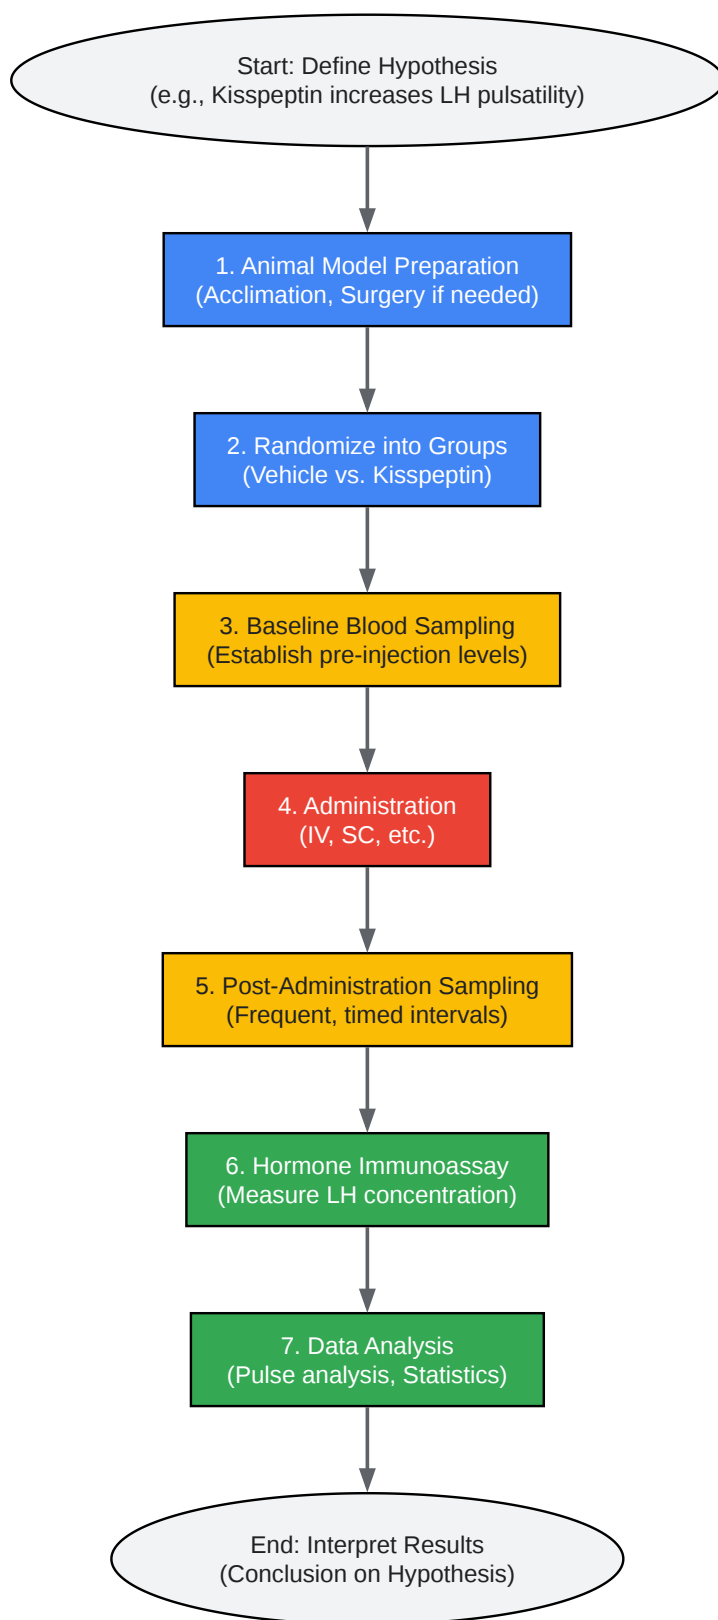 Start: Define Hypothesis
(e.g., Kisspeptin increases LH pulsatility)
1. Animal Model Preparation
(Acclimation, Surgery if needed)
2. Randomize into Groups
(Vehicle vs. Kisspeptin)
3. Baseline Blood Sampling
(Establish pre-injection levels)
4. Administration
(IV, SC, etc.)
5. Post-Administration Sampling
(Frequent, timed intervals)
6. Hormone Immunoassay
(Measure LH concentration)
7. Data Analysis
(Pulse analysis, Statistics)
End: Interpret Results
(Conclusion on Hypothesis)